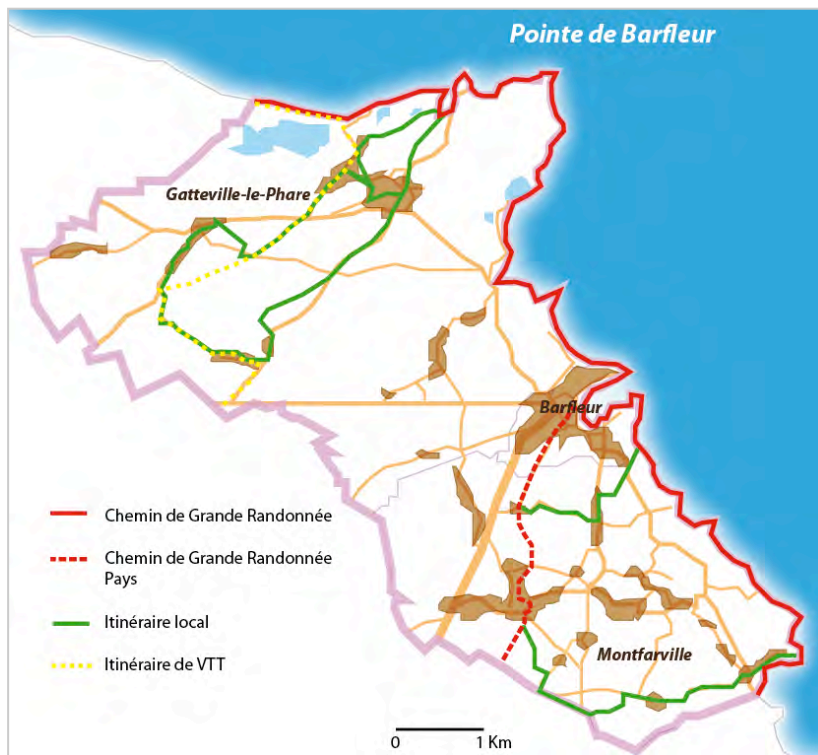 Pointe de Barfleur
Gatteville-le-Phare
Barfleur
Chemin de Grande Randonnée
Chemin de Grande Randonnée
Pays
Itinéraire local
Itinéraire de VTT
Montfarville
0 1 Km